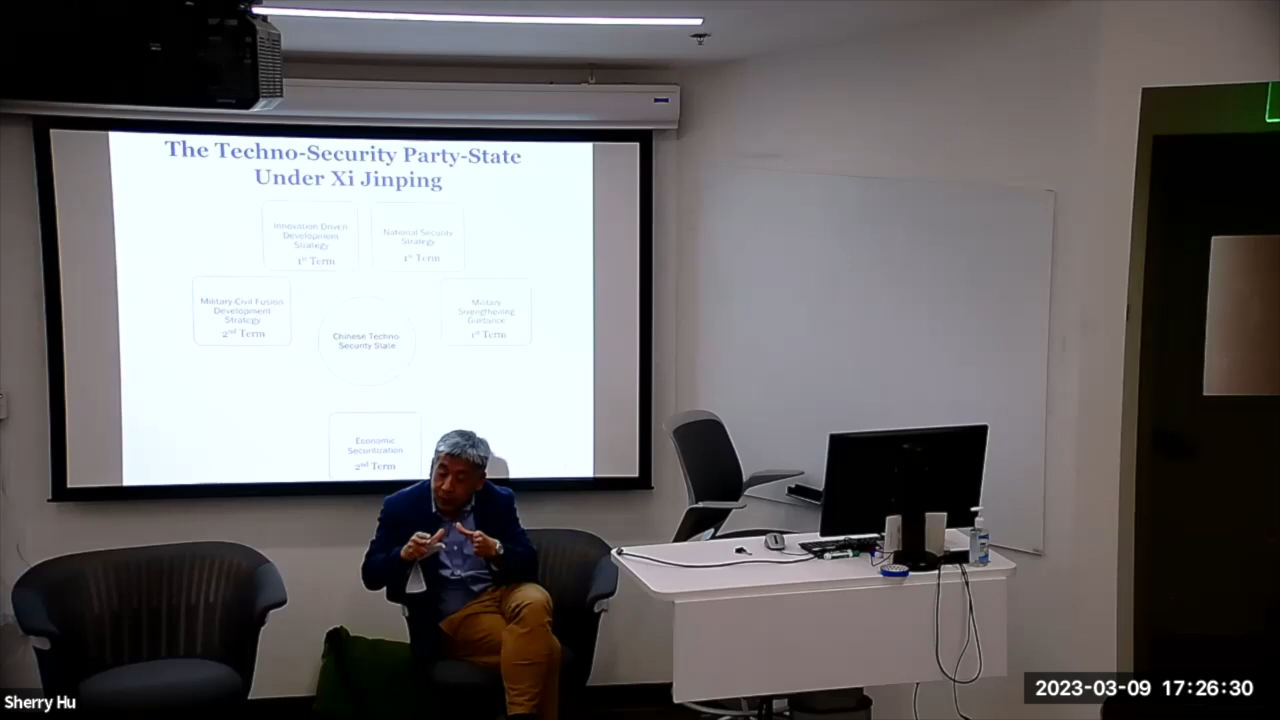 The Techno-Security Party-State
Under Xi Jinping
Innovation Driven
Development
Strategy
1st Term
National Security
Strategy
1st Term
Military-Civil Fusion
Development
Strategy
2nd Term
Military
Strengthening
Guidance
1st Term
Chinese Techno-
Security State
Economic
Securitization
2nd Term
Sherry Hu
2023-03-09 17:26:30